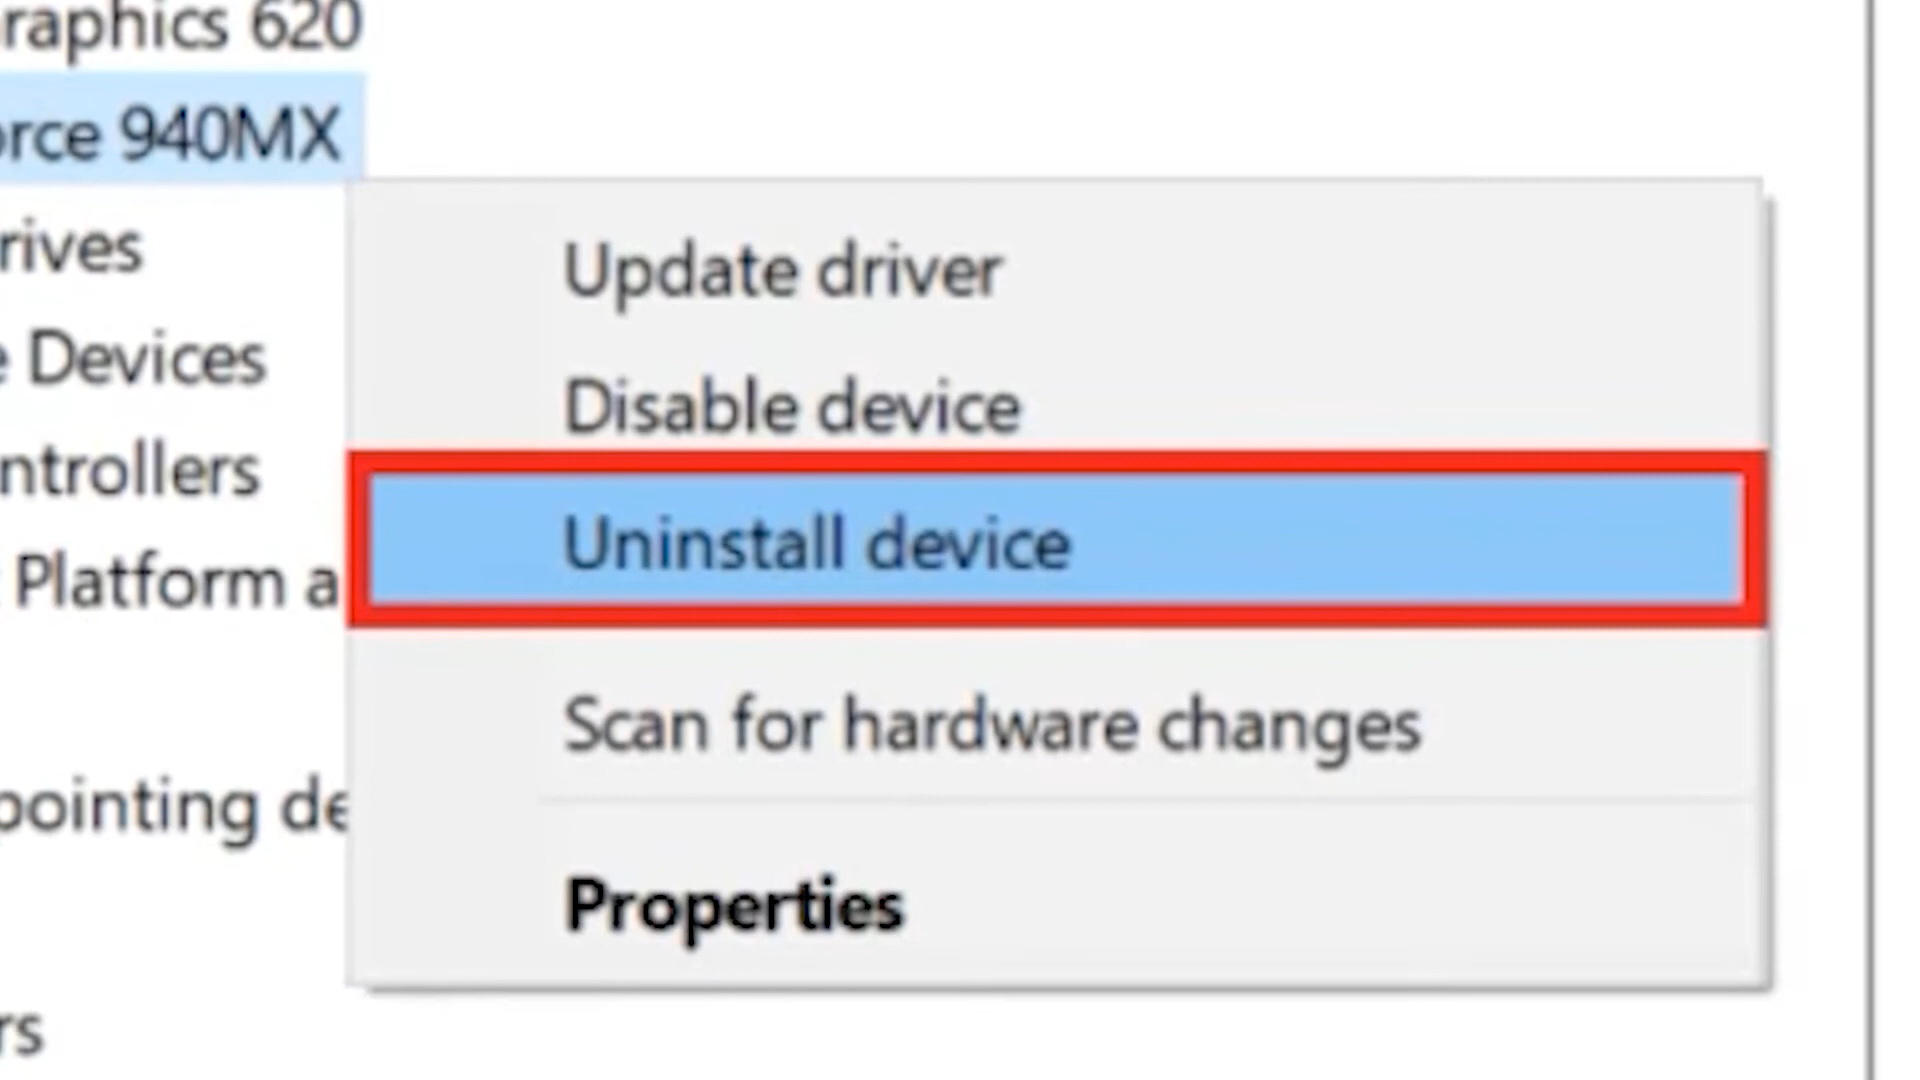 raphics 620
orce 940MX
rives
Devices
ntrollers
Platform a
pointing de
rs
Update driver
Disable device
Uninstall device
Scan for hardware changes
Properties